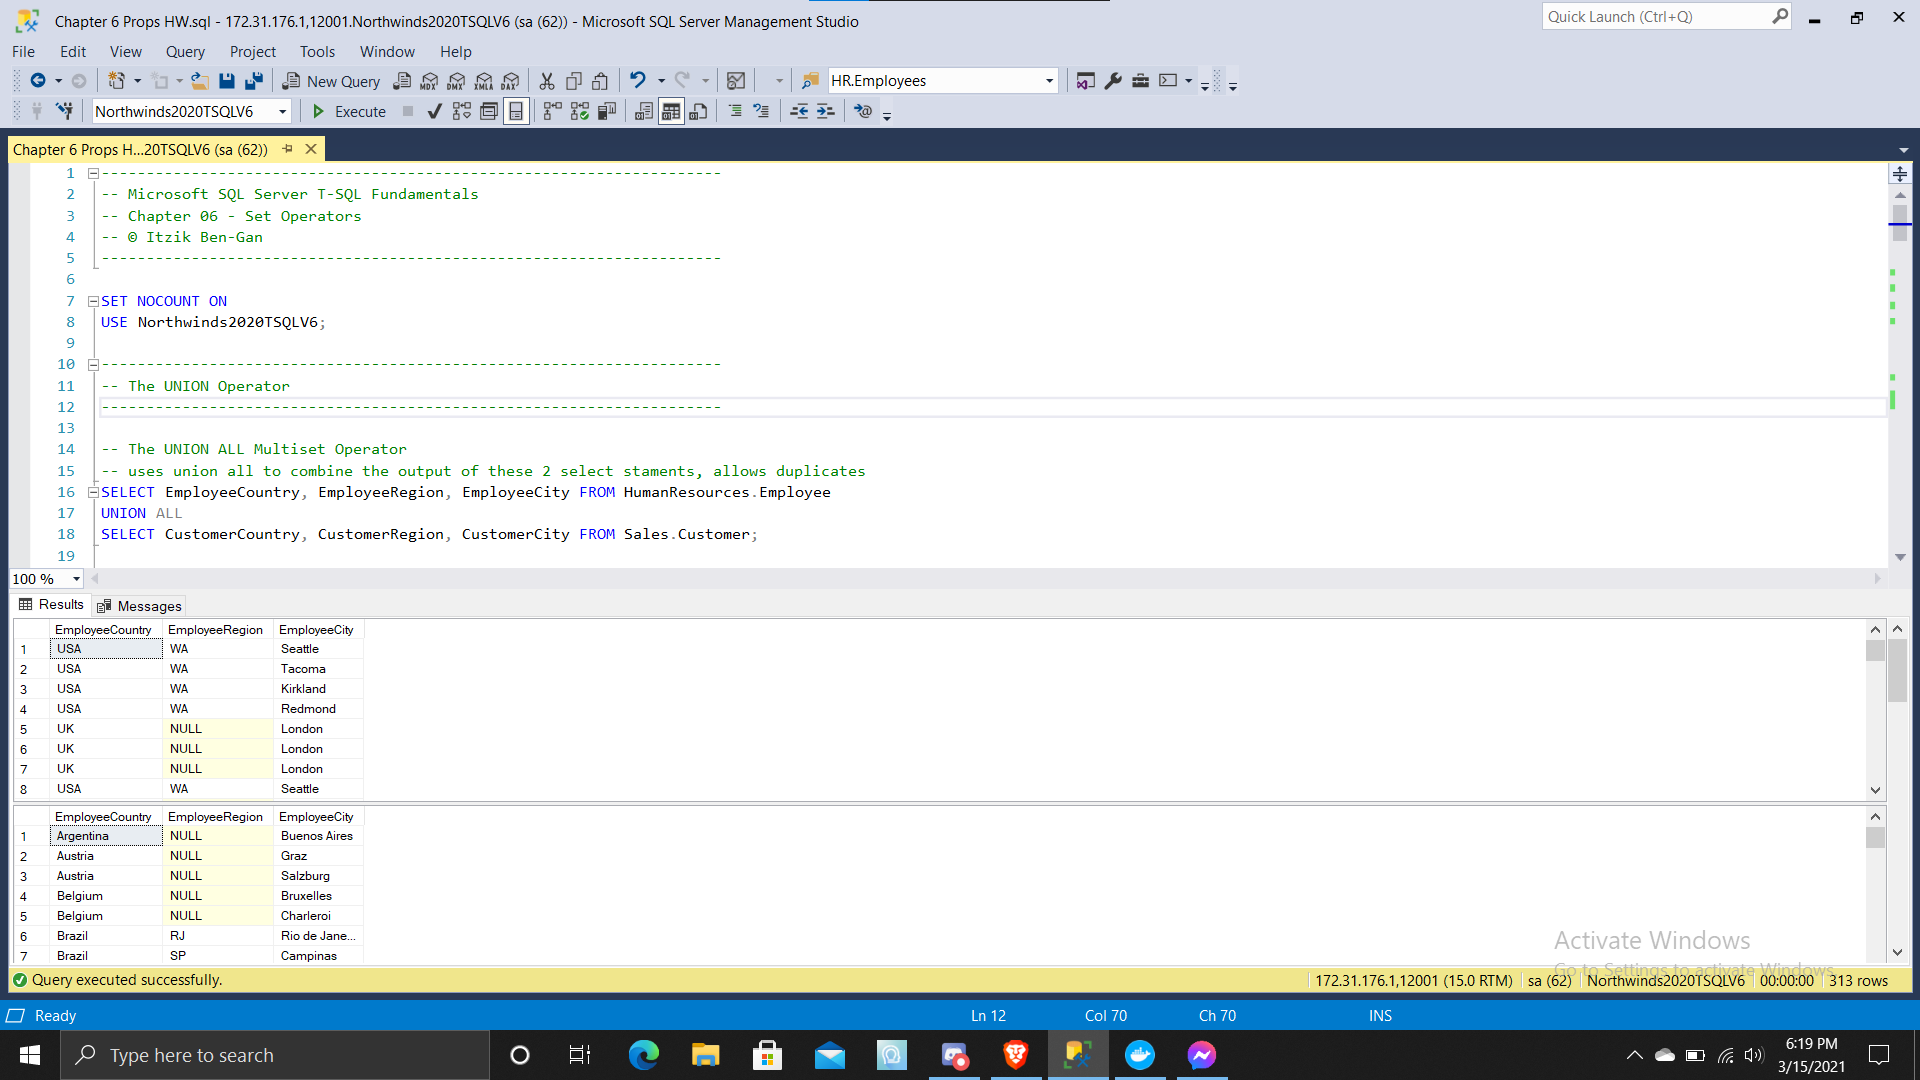 Chapter 6 Props HW.sql - 172.31.176.1,12001.Northwinds2020TSQLV6 (sa (62)) - Microsoft SQL Server Management Studio
Quick Launch (Ctrl+Q)
File Edit View Query Project Tools Window Help
New Query MDX DMX XMLA DAX HR.Employees
Northwinds2020TSQLV6 Execute
Chapter 6 Props H...20TSQLV6 (sa (62))
1 ---------------------------------------------------------------------
2 -- Microsoft SQL Server T-SQL Fundamentals
3 -- Chapter 06 - Set Operators
4 -- © Itzik Ben-Gan
5 ---------------------------------------------------------------------
6
7 SET NOCOUNT ON
8 USE Northwinds2020TSQLV6;
9
10 ---------------------------------------------------------------------
11 -- The UNION Operator
12 ---------------------------------------------------------------------
13
14 -- The UNION ALL Multiset Operator
15 -- uses union all to combine the output of these 2 select staments, allows duplicates
16 SELECT EmployeeCountry, EmployeeRegion, EmployeeCity FROM HumanResources.Employee
17 UNION ALL
18 SELECT CustomerCountry, CustomerRegion, CustomerCity FROM Sales.Customer;
19
100 %
Results Messages
EmployeeCountry EmployeeRegion EmployeeCity
1 USA WA Seattle
2 USA WA Tacoma
3 USA WA Kirkland
4 USA WA Redmond
5 UK NULL London
6 UK NULL London
7 UK NULL London
8 USA WA Seattle
EmployeeCountry EmployeeRegion EmployeeCity
1 Argentina NULL Buenos Aires
2 Austria NULL Graz
3 Austria NULL Salzburg
4 Belgium NULL Bruxelles
5 Belgium NULL Charleroi
6 Brazil RJ Rio de Jane...
7 Brazil SP Campinas
Activate Windows
Go to Settings to activate Windows.
Query executed successfully. 172.31.176.1,12001 (15.0 RTM) sa (62) Northwinds2020TSQLV6 00:00:00 313 rows
Ready Ln 12 Col 70 Ch 70 INS
Type here to search
6:19 PM
3/15/2021